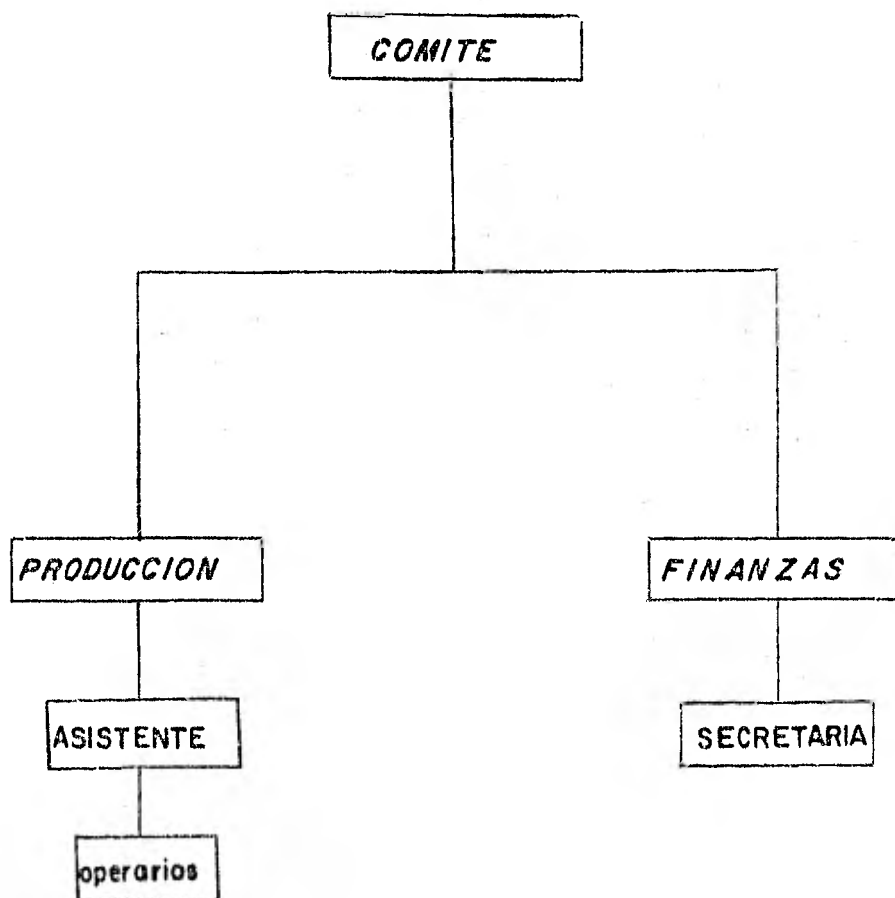 COMITE
PRODUCCION
FINANZAS
ASISTENTE
SECRETARIA
operarios